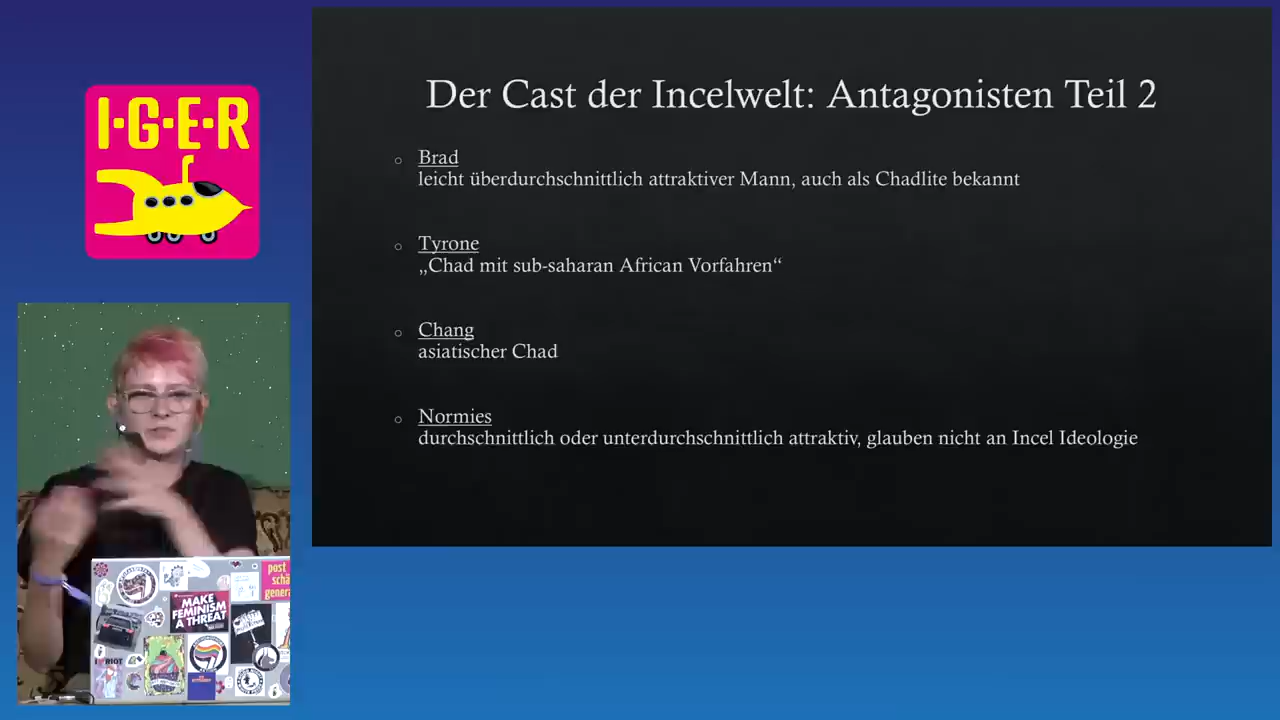 I·G·E·R
Der Cast der Incelwelt: Antagonisten Teil 2
Brad
leicht überdurchschnittlich attraktiver Mann, auch als Chadlite bekannt
Tyrone
„Chad mit sub-saharan African Vorfahren“
Chang
asiatischer Chad
Normies
durchschnittlich oder unterdurchschnittlich attraktiv, glauben nicht an Incel Ideologie
post
schä
gener
MAKE
FEMINISM
A THREAT
RIOT